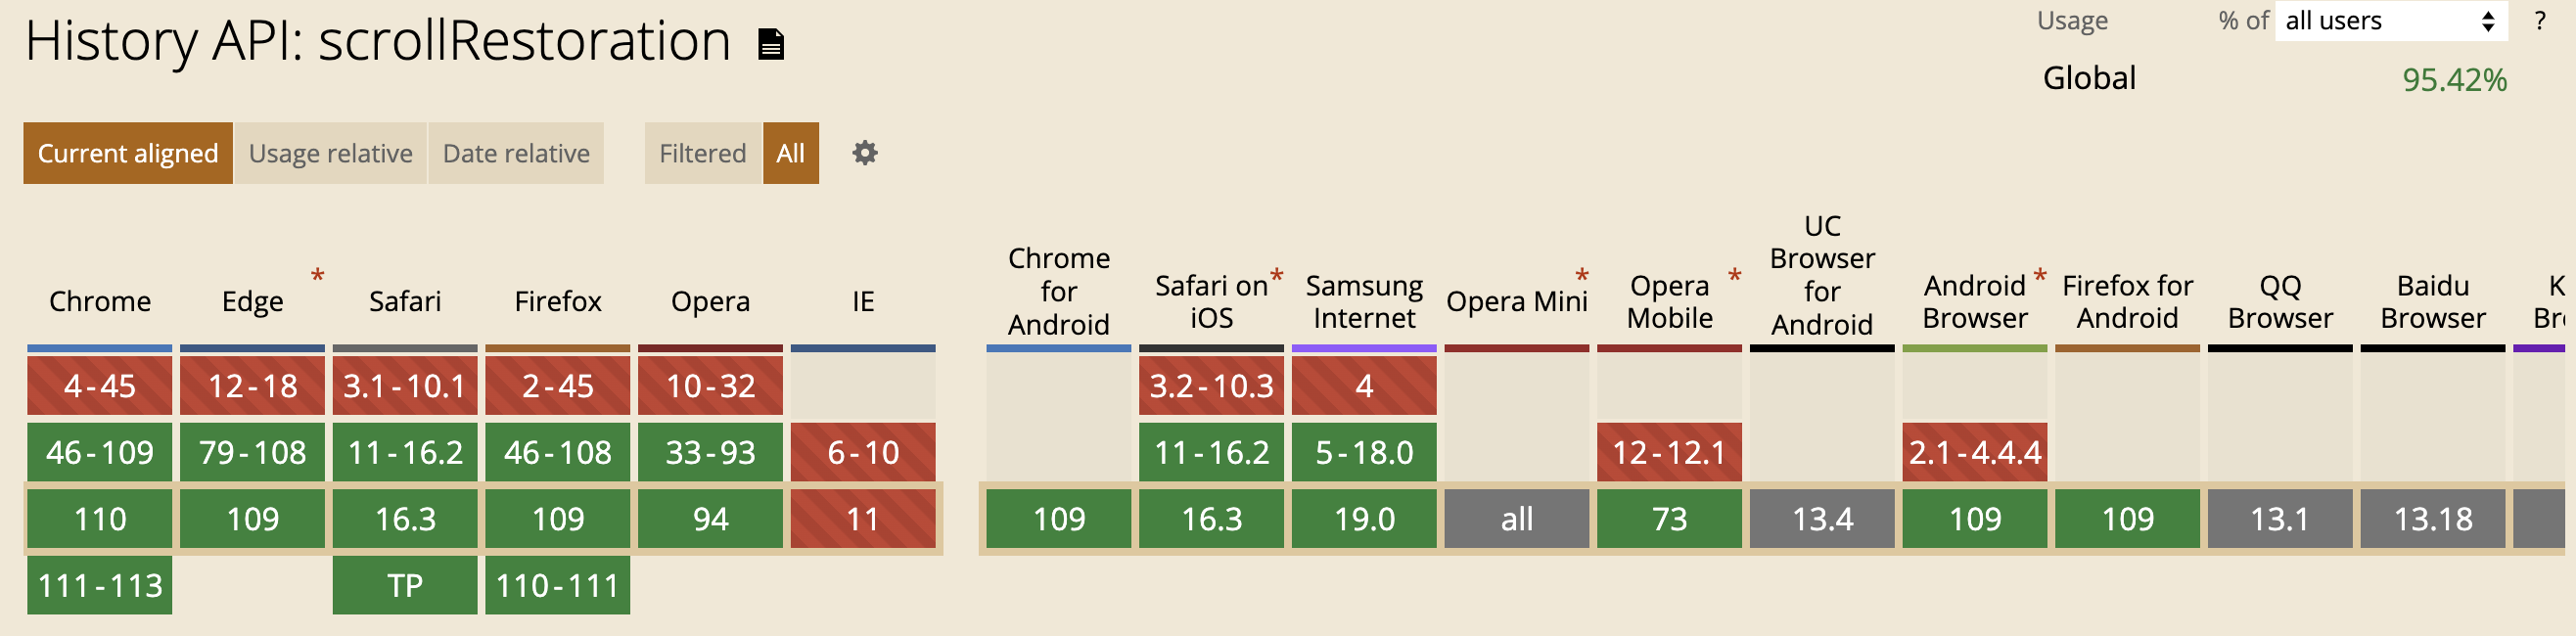 History API: scrollRestoration
Usage % of all users ?
Global 95.42%
Current aligned Usage relative Date relative Filtered All
Chrome
Edge *
Safari
Firefox
Opera
IE
Chrome
for
Android
Safari on *
iOS
Samsung
Internet
Opera Mini *
Opera *
Mobile
UC
Browser
for
Android
Android *
Browser
Firefox for
Android
QQ
Browser
Baidu
Browser
4-45 12-18 3.1-10.1 2-45 10-32 3.2-10.3 4
46-109 79-108 11-16.2 46-108 33-93 6-10 11-16.2 5-18.0 12-12.1 2.1-4.4.4
110 109 16.3 109 94 11 109 16.3 19.0 all 73 13.4 109 109 13.1 13.18
111-113 TP 110-111